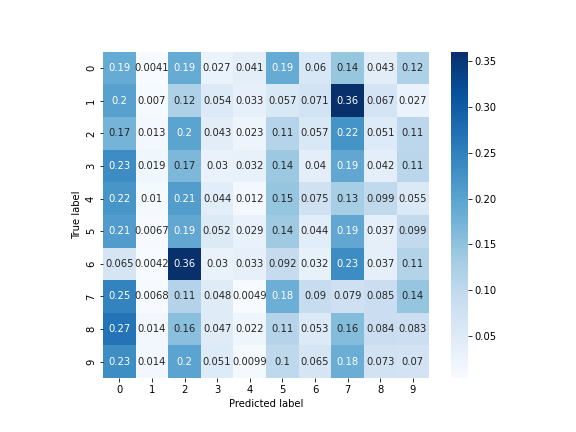 0 0.19 0.0041 0.19 0.027 0.041 0.19 0.06 0.14 0.043 0.12
1 0.2 0.007 0.12 0.054 0.033 0.057 0.071 0.36 0.067 0.027
2 0.17 0.013 0.2 0.043 0.023 0.11 0.057 0.22 0.051 0.11
3 0.23 0.019 0.17 0.03 0.032 0.14 0.04 0.19 0.042 0.11
4 0.22 0.01 0.21 0.044 0.012 0.15 0.075 0.13 0.099 0.055
5 0.21 0.0067 0.19 0.052 0.029 0.14 0.044 0.19 0.037 0.099
6 0.065 0.0042 0.36 0.03 0.033 0.092 0.032 0.23 0.037 0.11
7 0.25 0.0068 0.11 0.048 0.0049 0.18 0.09 0.079 0.085 0.14
8 0.27 0.014 0.16 0.047 0.022 0.11 0.053 0.16 0.084 0.083
9 0.23 0.014 0.2 0.051 0.0099 0.1 0.065 0.18 0.073 0.07
0 1 2 3 4 5 6 7 8 9
Predicted label
True label
0.35
0.30
0.25
0.20
0.15
0.10
0.05